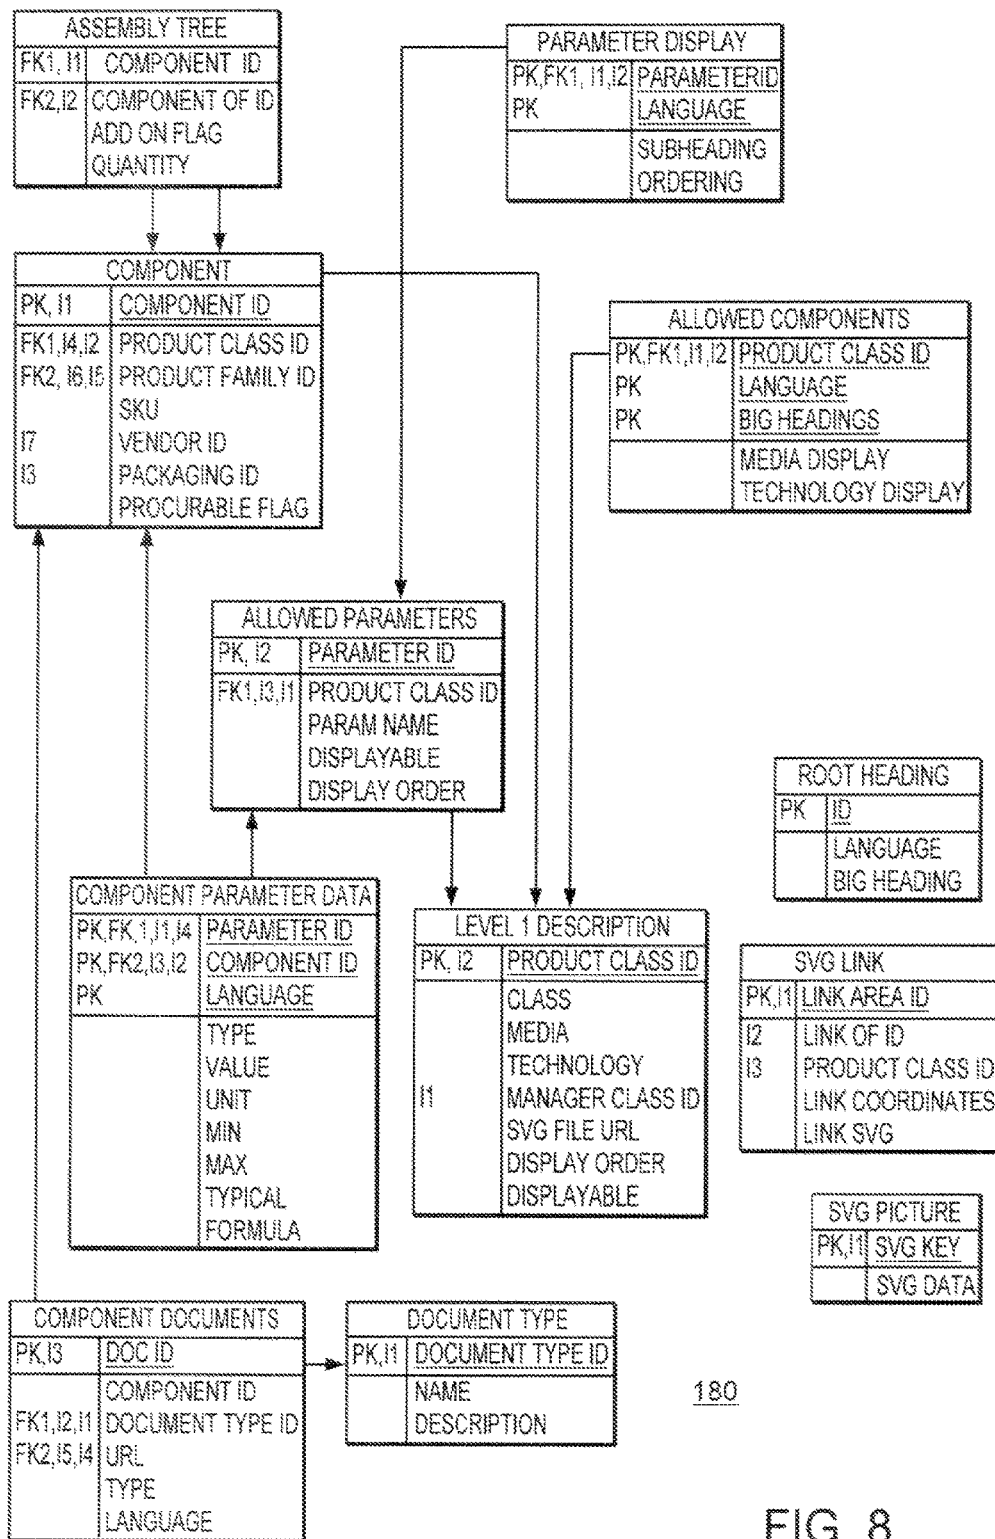 ASSEMBLY TREE
FK1, I1 COMPONENT ID
FK2,I2 COMPONENT OF ID
ADD ON FLAG
QUANTITY
PARAMETER DISPLAY
PK,FK1, I1,I2 PARAMETERID
PK LANGUAGE
SUBHEADING
ORDERING
COMPONENT
PK, I1 COMPONENT ID
FK1,I4,I2 PRODUCT CLASS ID
FK2, I6,I5 PRODUCT FAMILY ID
SKU
I7 VENDOR ID
I3 PACKAGING ID
PROCURABLE FLAG
ALLOWED COMPONENTS
PK,FK1,I1,I2 PRODUCT CLASS ID
PK LANGUAGE
PK BIG HEADINGS
MEDIA DISPLAY
TECHNOLOGY DISPLAY
ALLOWED PARAMETERS
PK, I2 PARAMETER ID
FK1,I3,I1 PRODUCT CLASS ID
PARAM NAME
DISPLAYABLE
DISPLAY ORDER
ROOT HEADING
PK ID
LANGUAGE
BIG HEADING
COMPONENT PARAMETER DATA
PK,FK,1,I1,I4 PARAMETER ID
PK,FK2,I3,I2 COMPONENT ID
PK LANGUAGE
TYPE
VALUE
UNIT
MIN
MAX
TYPICAL
FORMULA
LEVEL 1 DESCRIPTION
PK, I2 PRODUCT CLASS ID
CLASS
MEDIA
TECHNOLOGY
I1 MANAGER CLASS ID
SVG FILE URL
DISPLAY ORDER
DISPLAYABLE
SVG LINK
PK,I1 LINK AREA ID
I2 LINK OF ID
I3 PRODUCT CLASS ID
LINK COORDINATES
LINK SVG
SVG PICTURE
PK,I1 SVG KEY
SVG DATA
COMPONENT DOCUMENTS
PK,I3 DOC ID
COMPONENT ID
FK1,I2,I1 DOCUMENT TYPE ID
FK2,I5,I4 URL
TYPE
LANGUAGE
DOCUMENT TYPE
PK,I1 DOCUMENT TYPE ID
NAME
DESCRIPTION
180
FIG. 8